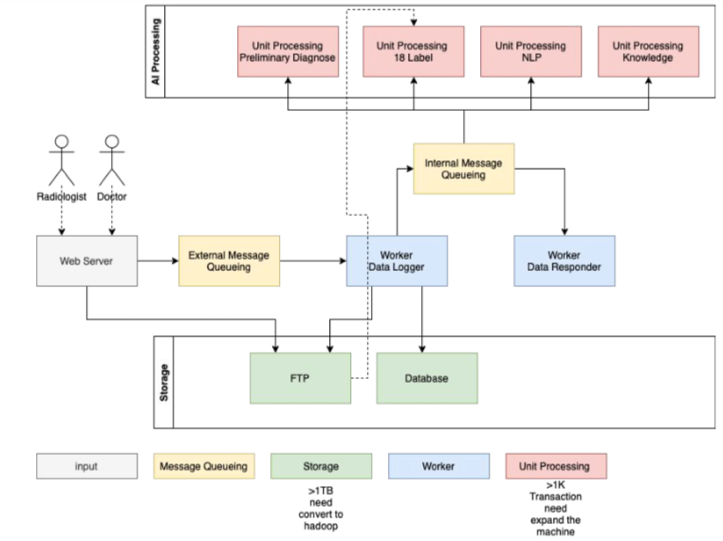 AI Processing
Unit Processing
Preliminary Diagnose
Unit Processing
18 Label
Unit Processing
NLP
Unit Processing
Knowledge
Internal Message
Queueing
Radiologist
Doctor
Web Server
External Message
Queueing
Worker
Data Logger
Worker
Data Responder
Storage
FTP
Database
input
Message Queueing
Storage
Worker
Unit Processing
>1TB
need
convert to
hadoop
>1K
Transaction
need
expand the
machine